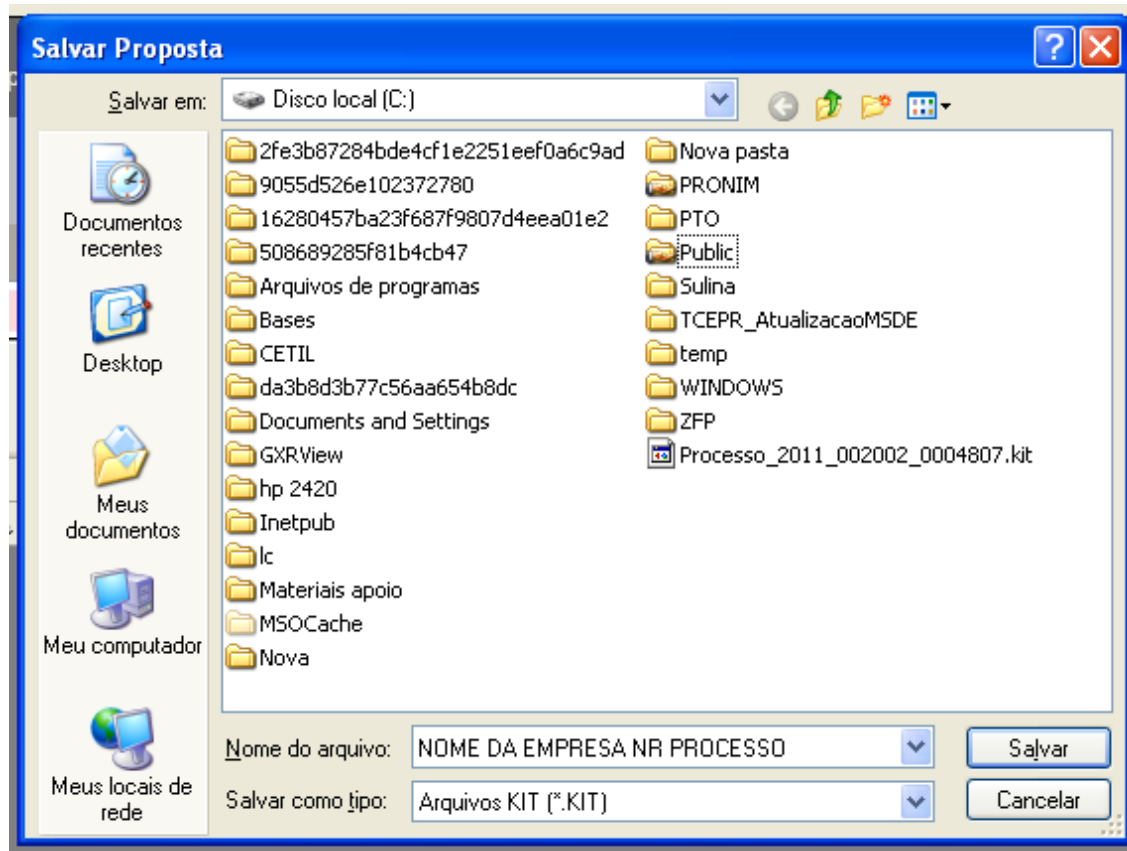 Salvar Proposta
Salvar em:
Disco local (C:)
Documentos
recentes
Desktop
Meus
documentos
Meu computador
Meus locais de
rede
2fe3b87284bde4cf1e2251eef0a6c9ad
9055d526e102372780
16280457ba23f687f9807d4eea01e2
508689285f81b4cb47
Arquivos de programas
Bases
CETIL
da3b8d3b77c56aa654b8dc
Documents and Settings
GXRView
hp 2420
Inetpub
lc
Materiais apoio
MSOCache
Nova
Nova pasta
PRONIM
PTO
Public
Sulina
TCEPR_AtualizacaoMSDE
temp
WINDOWS
ZFP
Processo_2011_002002_0004807.kit
Nome do arquivo:
NOME DA EMPRESA NR PROCESSO
Salvar
Salvar como tipo:
Arquivos KIT (*.KIT)
Cancelar